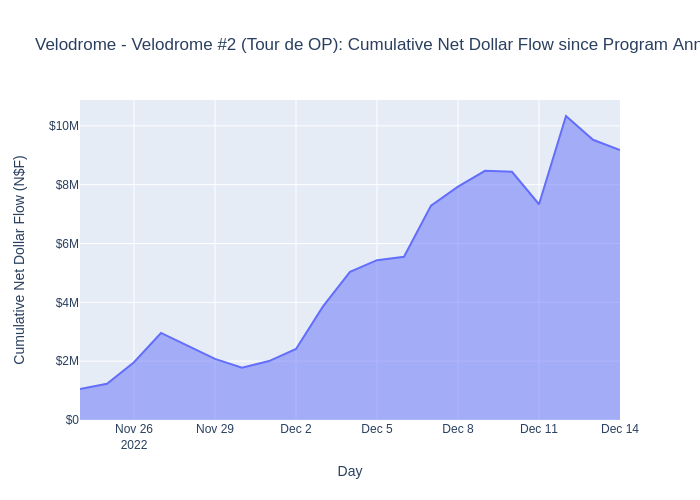 Velodrome - Velodrome #2 (Tour de OP): Cumulative Net Dollar Flow since Program
Cumulative Net Dollar Flow (N$F)
$10M
$8M
$6M
$4M
$2M
$0
Nov 26 Nov 29 Dec 2 Dec 5 Dec 8 Dec 11 Dec 14
2022
Day